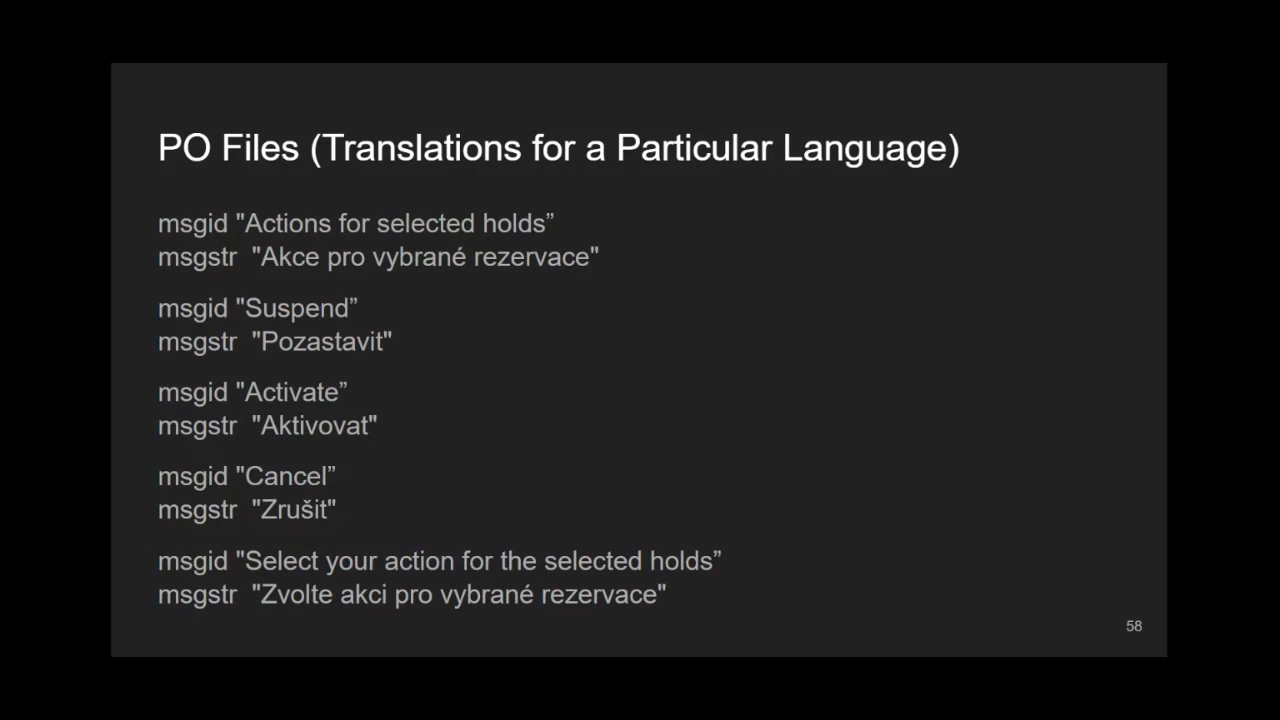 PO Files (Translations for a Particular Language)
msgid "Actions for selected holds”
msgstr  "Akce pro vybrané rezervace"
msgid "Suspend”
msgstr  "Pozastavit"
msgid "Activate”
msgstr  "Aktivovat"
msgid "Cancel”
msgstr  "Zrušit"
msgid "Select your action for the selected holds”
msgstr  "Zvolte akci pro vybrané rezervace"
58